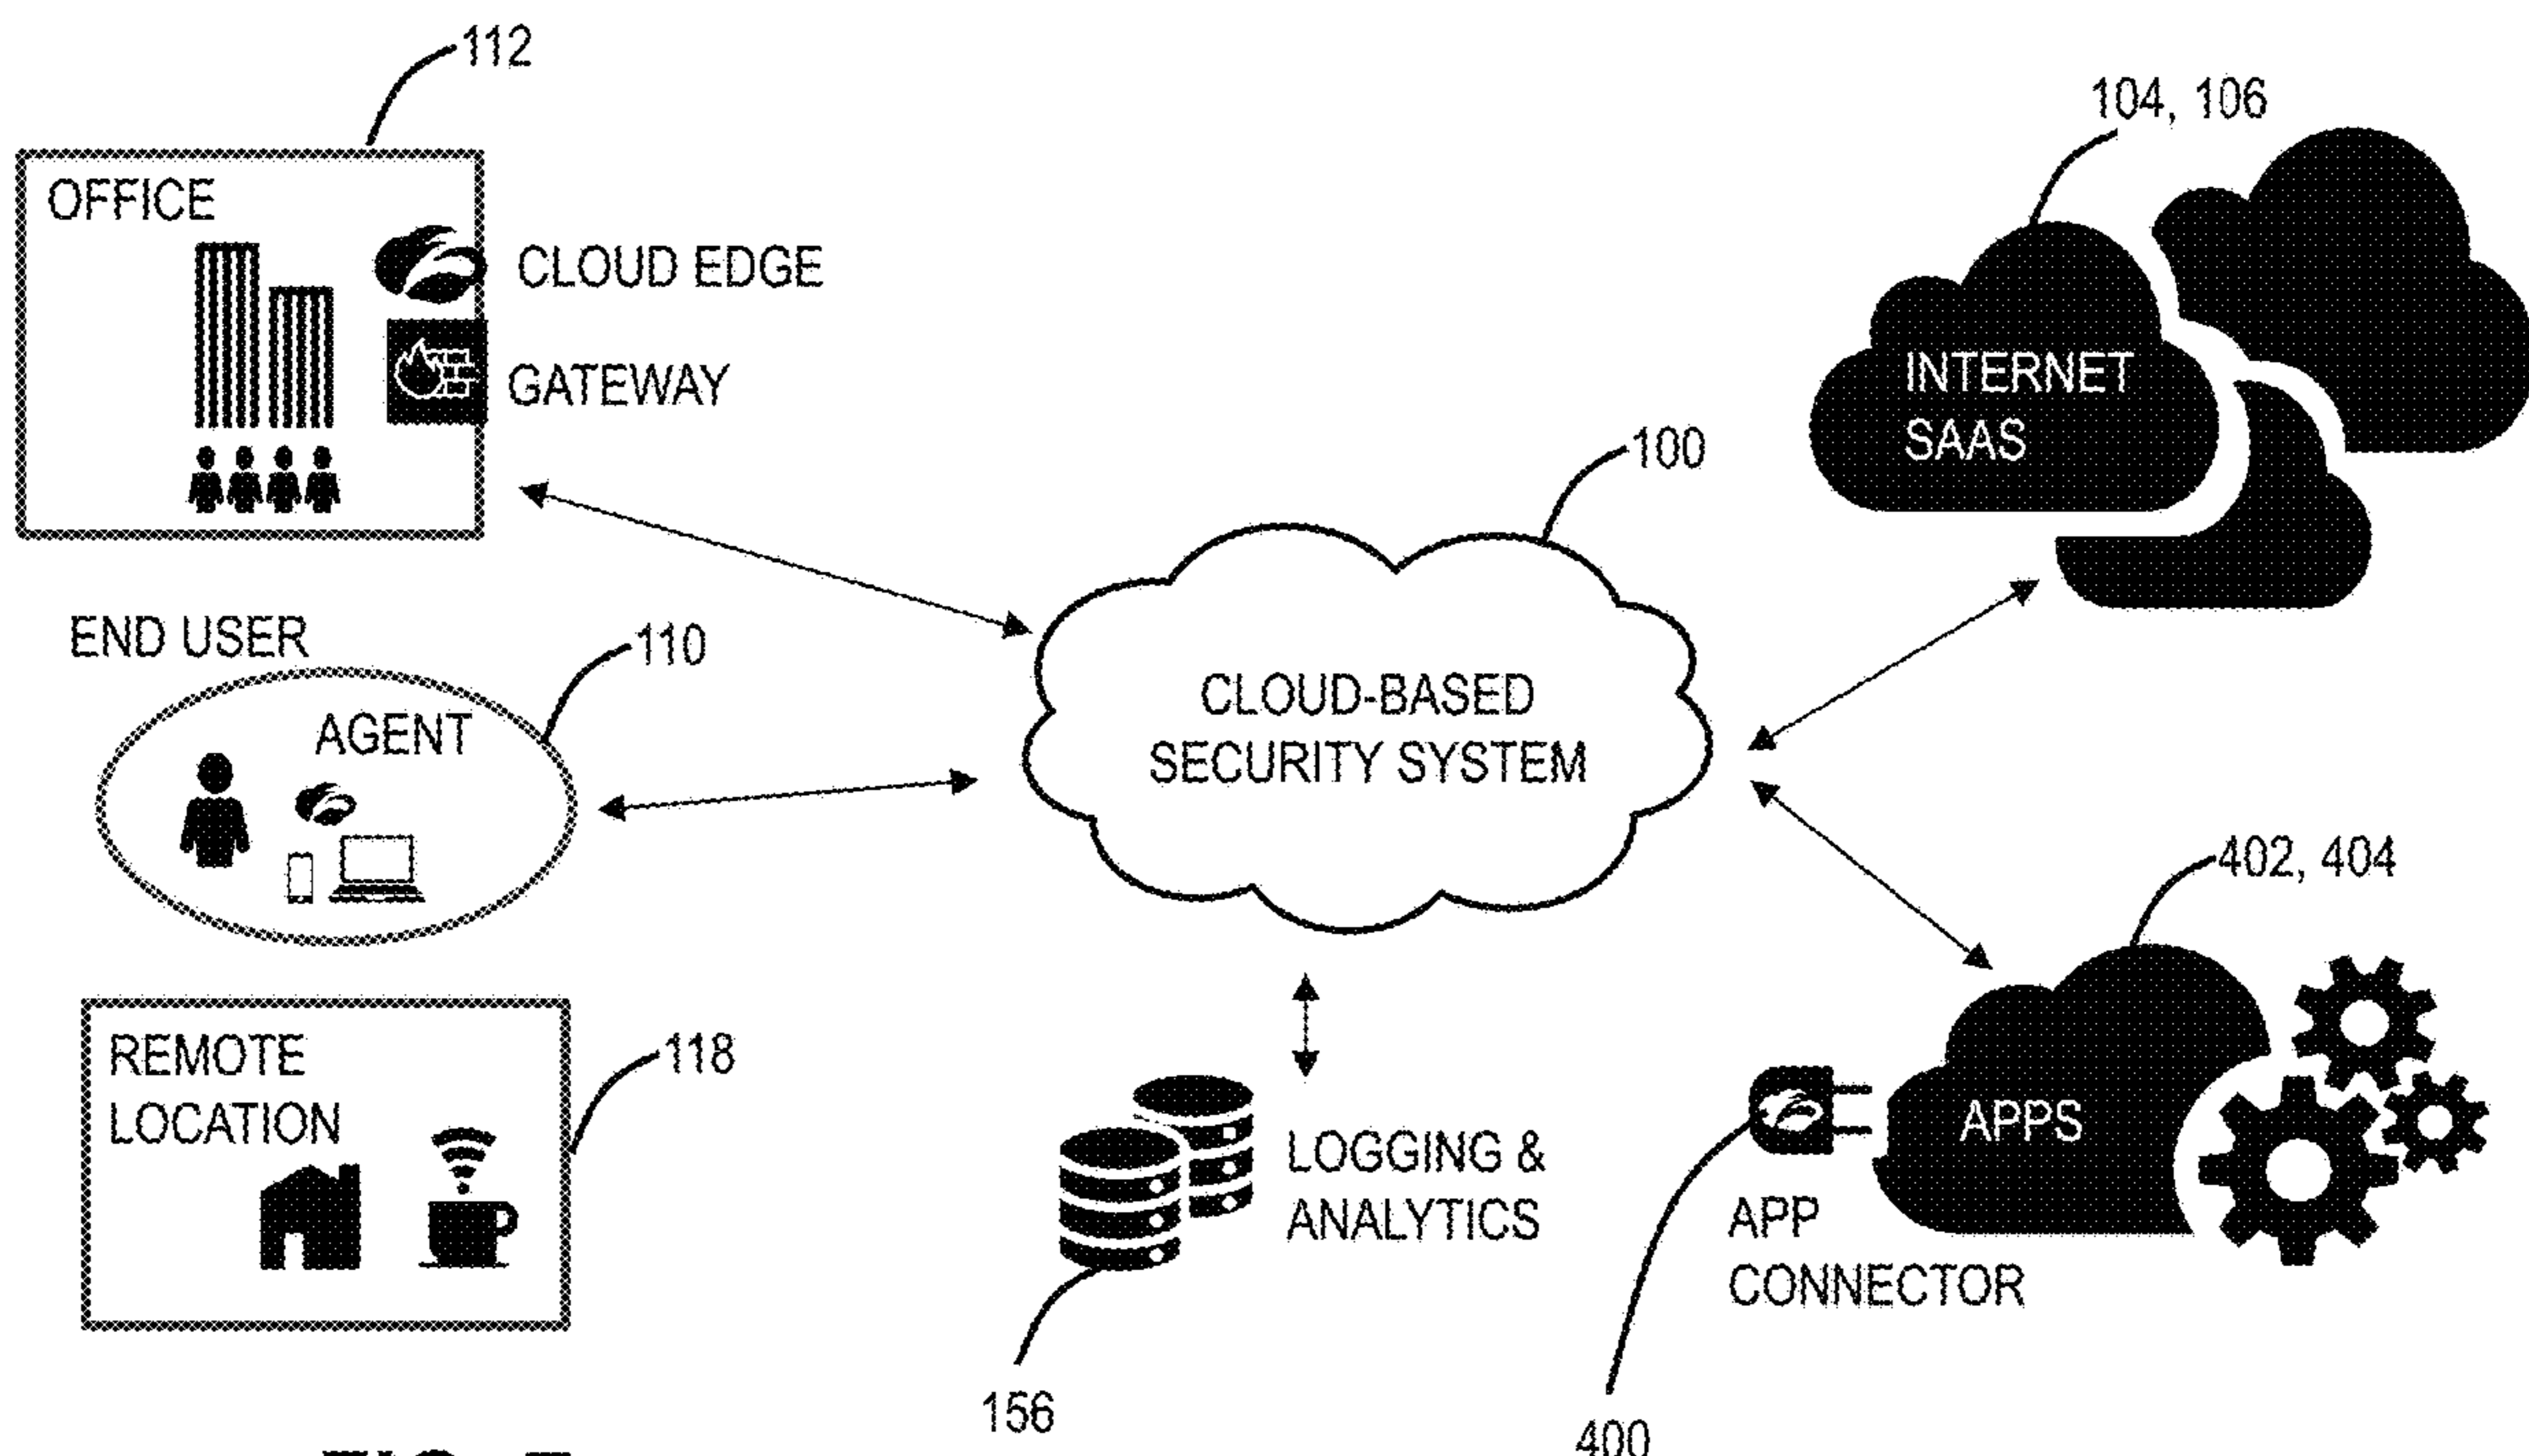 112
104, 106
OFFICE
CLOUD EDGE
GATEWAY
INTERNET
SAAS
100
END USER
110
AGENT
CLOUD-BASED
SECURITY SYSTEM
402, 404
REMOTE
LOCATION
118
LOGGING &
ANALYTICS
APPS
APP
CONNECTOR
156
400